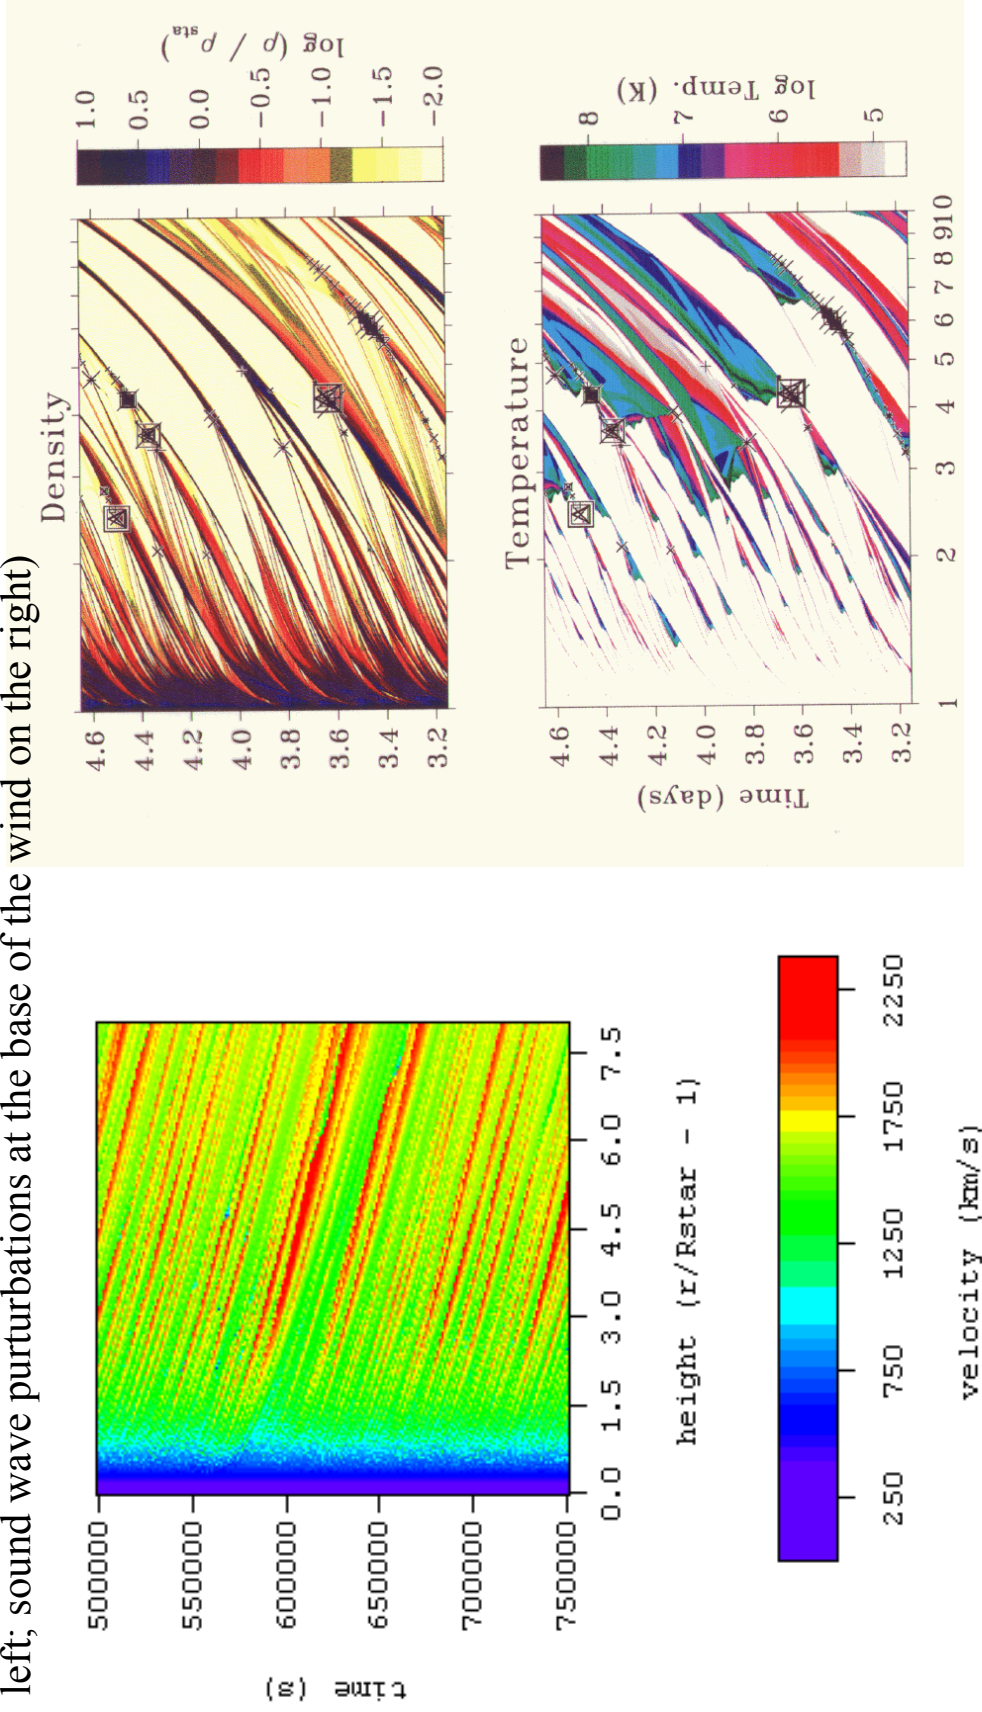 left; sound wave purturbations at the base of the wind on the right)
time (s)
500000
550000
600000
650000
700000
750000
0.0 1.5 3.0 4.5 6.0 7.5
height (r/Rstar - 1)
250 750 1250 1750 2250
velocity (km/s)
Density
4.6
4.4
4.2
4.0
3.8
3.6
3.4
3.2
1.0
0.5
0.0
-0.5
-1.0
-1.5
-2.0
log (ρ / ρsta)
Temperature
Time (days)
4.6
4.4
4.2
4.0
3.8
3.6
3.4
3.2
1 2 3 4 5 6 7 8 910
8
7
6
5
log Temp. (K)